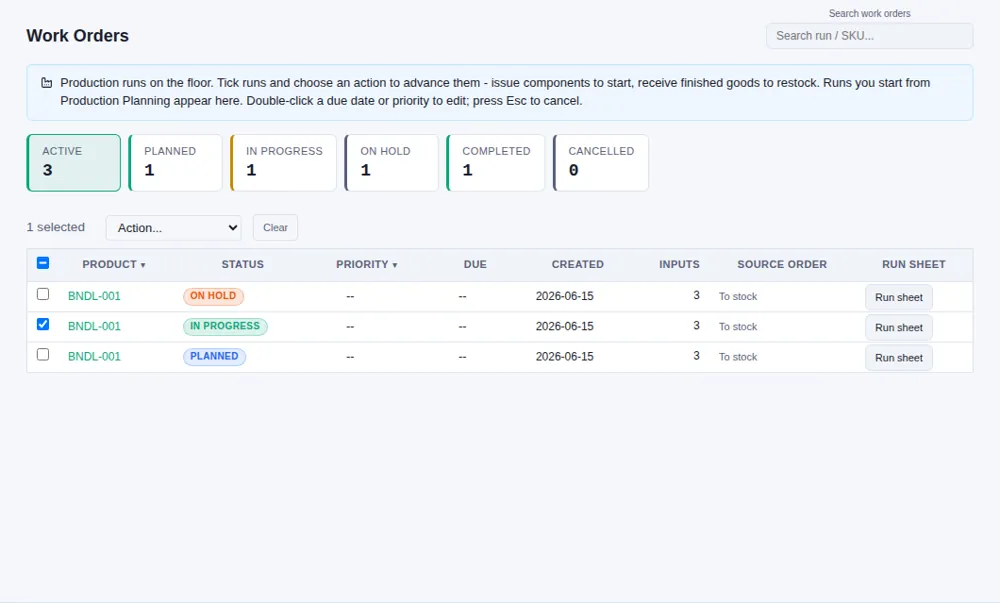 Search work orders
Work Orders
Search run / SKU...
Production runs on the floor. Tick runs and choose an action to advance them - issue components to start, receive finished goods to restock. Runs you start from
Production Planning appear here. Double-click a due date or priority to edit; press Esc to cancel.
ACTIVE PLANNED IN PROGRESS ON HOLD COMPLETED CANCELLED
3 1 1 1 1 0
1 selected Action... Clear
PRODUCT ▾ STATUS PRIORITY ▾ DUE CREATED INPUTS SOURCE ORDER RUN SHEET
BNDL-001 ON HOLD -- -- 2026-06-15 3 To stock Run sheet
BNDL-001 IN PROGRESS -- -- 2026-06-15 3 To stock Run sheet
BNDL-001 PLANNED -- -- 2026-06-15 3 To stock Run sheet